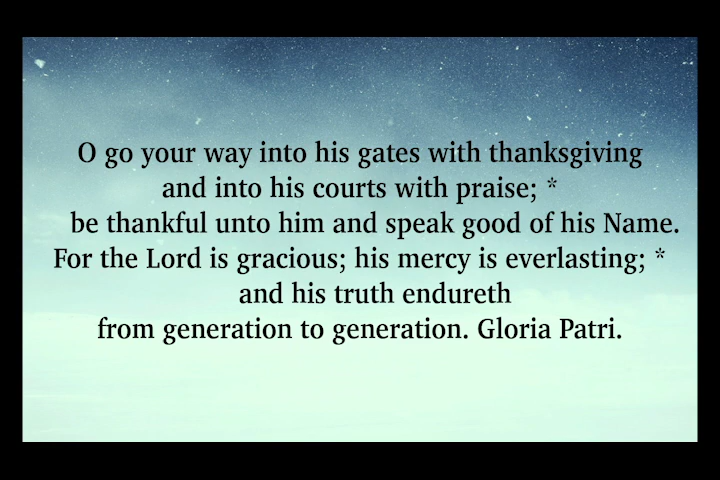 O go your way into his gates with thanksgiving
and into his courts with praise; *
be thankful unto him and speak good of his Name.
For the Lord is gracious; his mercy is everlasting; *
and his truth endureth
from generation to generation. Gloria Patri.